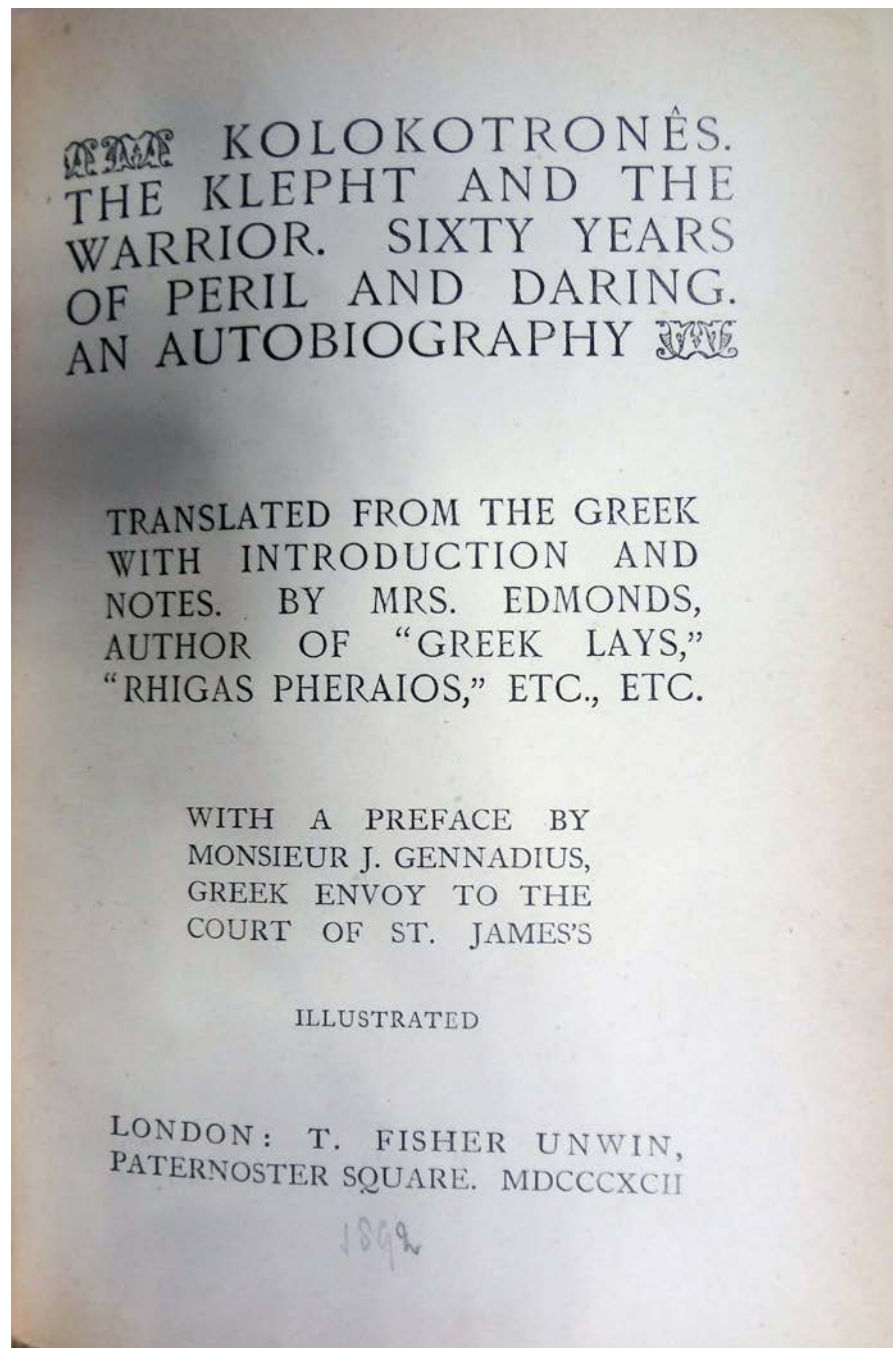 KOLOKOTRONÊS.
THE KLEPHT AND THE
WARRIOR. SIXTY YEARS
OF PERIL AND DARING.
AN AUTOBIOGRAPHY
TRANSLATED FROM THE GREEK
WITH INTRODUCTION AND
NOTES. BY MRS. EDMONDS,
AUTHOR OF “GREEK LAYS,”
“RHIGAS PHERAIOS,” ETC., ETC.
WITH A PREFACE BY
MONSIEUR J. GENNADIUS,
GREEK ENVOY TO THE
COURT OF ST. JAMES'S
ILLUSTRATED
LONDON: T. FISHER UNWIN,
PATERNOSTER SQUARE. MDCCCXCII
1892